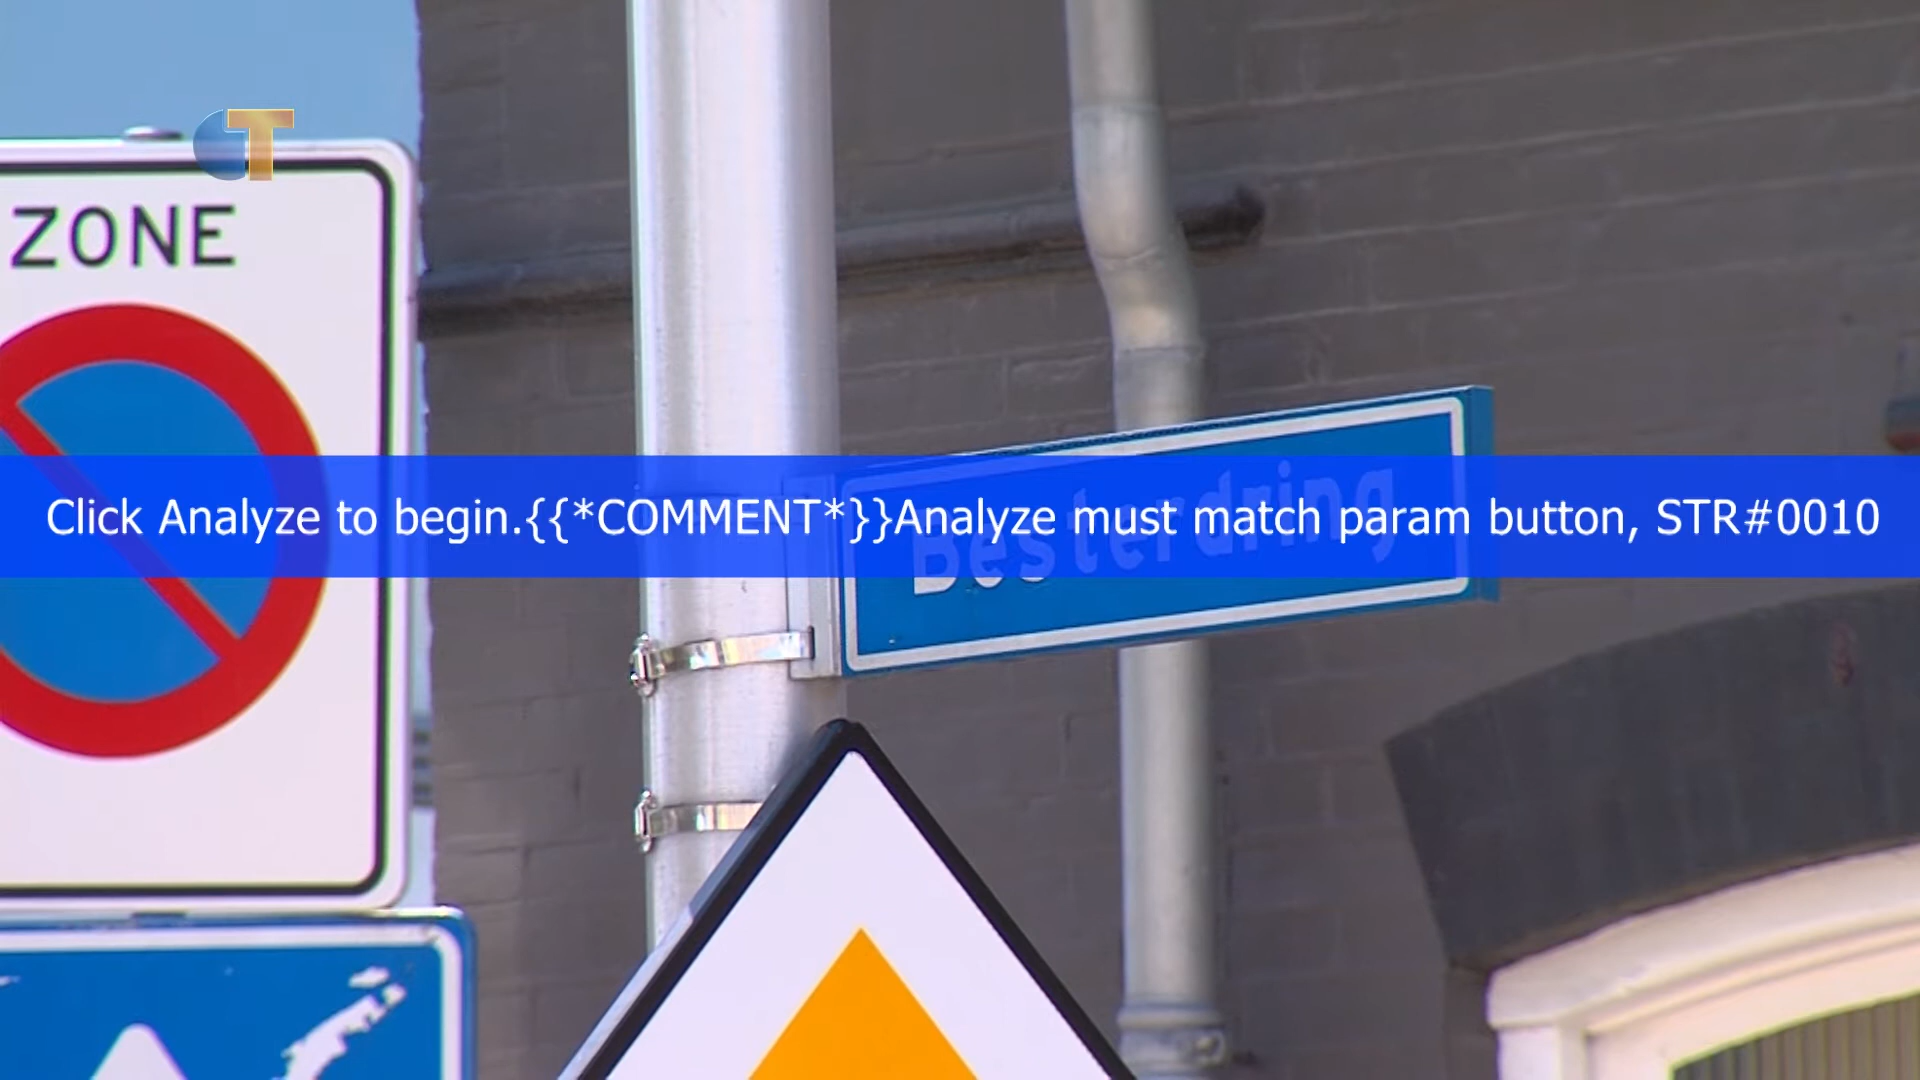 ZONE
Click Analyze to begin.{{*COMMENT*}}Analyze must match param button, STR#0010
Besterdring